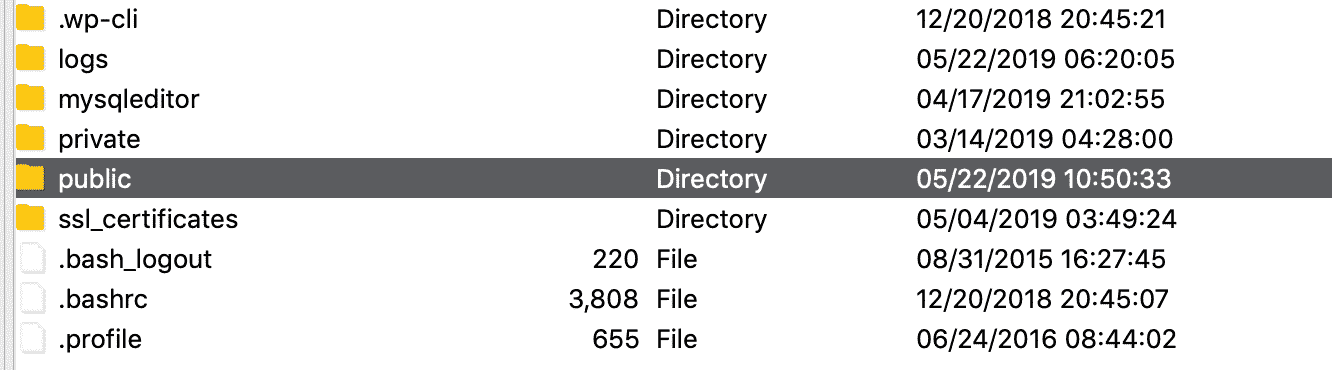 .wp-cli Directory 12/20/2018 20:45:21
logs Directory 05/22/2019 06:20:05
mysqleditor Directory 04/17/2019 21:02:55
private Directory 03/14/2019 04:28:00
public Directory 05/22/2019 10:50:33
ssl_certificates Directory 05/04/2019 03:49:24
.bash_logout 220 File 08/31/2015 16:27:45
.bashrc 3,808 File 12/20/2018 20:45:07
.profile 655 File 06/24/2016 08:44:02